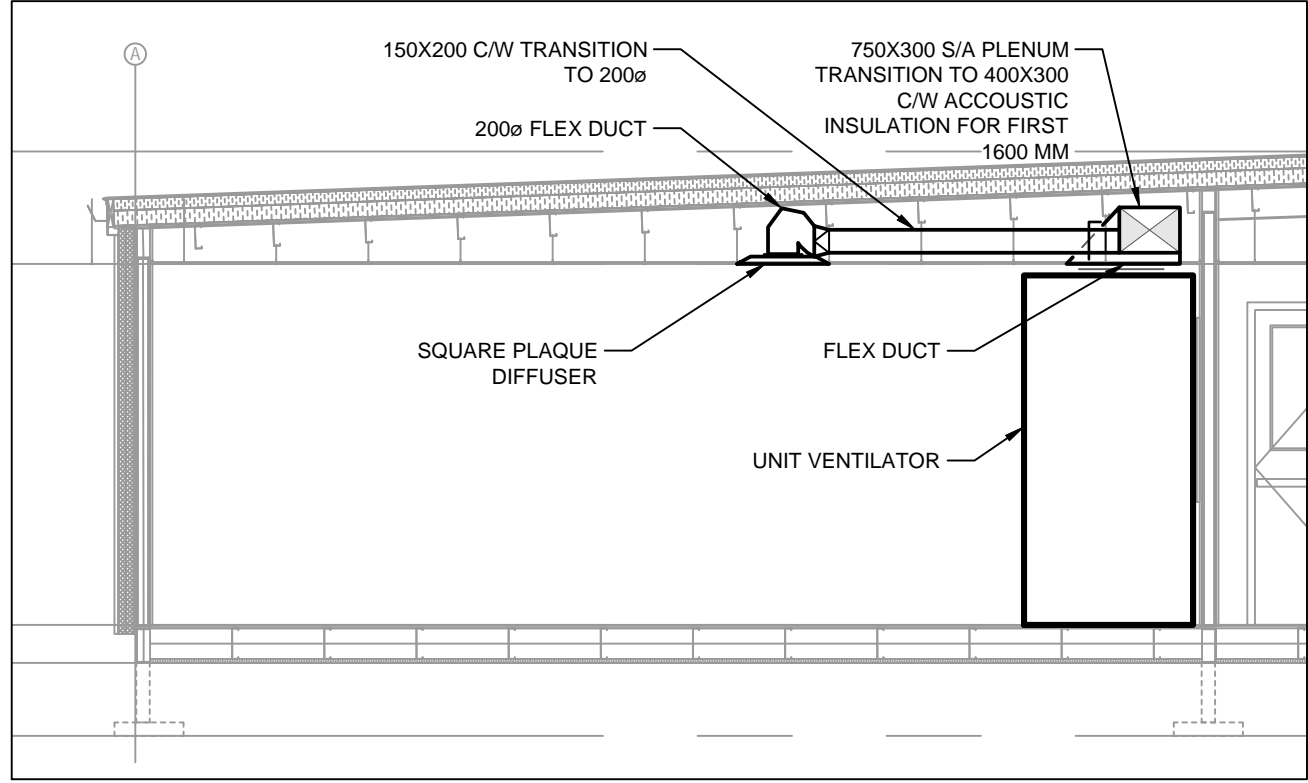 A
150X200 C/W TRANSITION
TO 200ø
200ø FLEX DUCT
750X300 S/A PLENUM
TRANSITION TO 400X300
C/W ACCOUSTIC
INSULATION FOR FIRST
1600 MM
SQUARE PLAQUE
DIFFUSER
FLEX DUCT
UNIT VENTILATOR